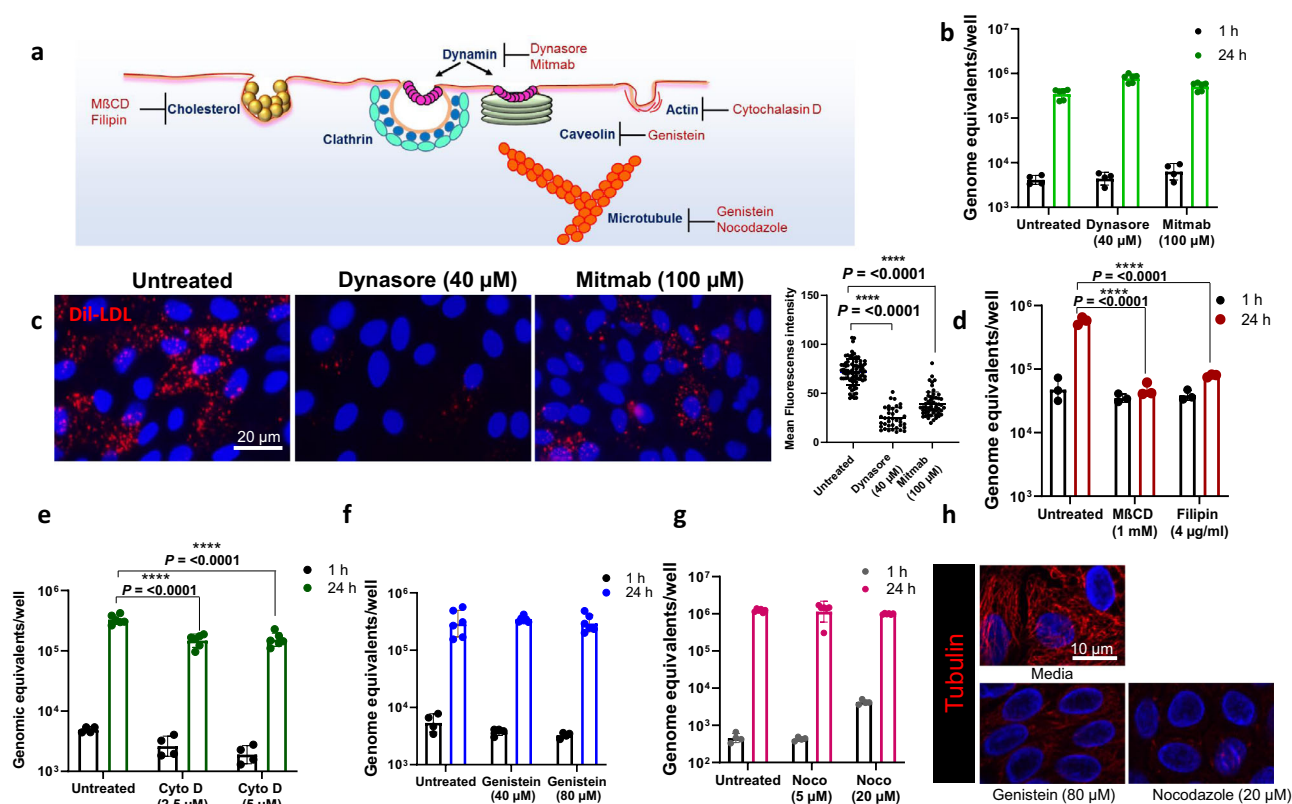 a
Dynamin
Dynasore
Mitmab
MßCD
Filipin
Cholesterol
Clathrin
Actin
Cytochalasin D
Caveolin
Genistein
Microtubule
Genistein
Nocodazole
b
1 h
24 h
Genome equivalents/well
10⁶
10⁵
10⁴
10³
Untreated
Dynasore
(40 µM)
Mitmab
(100 µM)
c
Untreated
Dynasore (40 µM)
Mitmab (100 µM)
Dil-LDL
20 µm
****
P = <0.0001
****
P = <0.0001
Mean Fluorescense intensity
150
100
50
0
Untreated
Dynasore
(40 µM)
Mitmab
(100 µM)
d
****
P = <0.0001
****
P = <0.0001
1 h
24 h
Genome equivalents/well
10⁶
10⁵
10⁴
10³
Untreated
MßCD
(1 mM)
Filipin
(4 µg/ml)
e
****
P = <0.0001
****
P = <0.0001
1 h
24 h
Genomic equivalents/well
10⁶
10⁵
10⁴
10³
Untreated
Cyto D
(2.5 µM)
Cyto D
(5 µM)
f
1 h
24 h
Genome equivalents/well
10⁶
10⁵
10⁴
10³
Untreated
Genistein
(40 µM)
Genistein
(80 µM)
g
1 h
24 h
Genome equivalents/well
10⁷
10⁶
10⁵
10⁴
10³
10²
Untreated
Noco
(5 µM)
Noco
(20 µM)
h
Tubulin
10 µm
Media
Genistein (80 µM)
Nocodazole (20 µM)